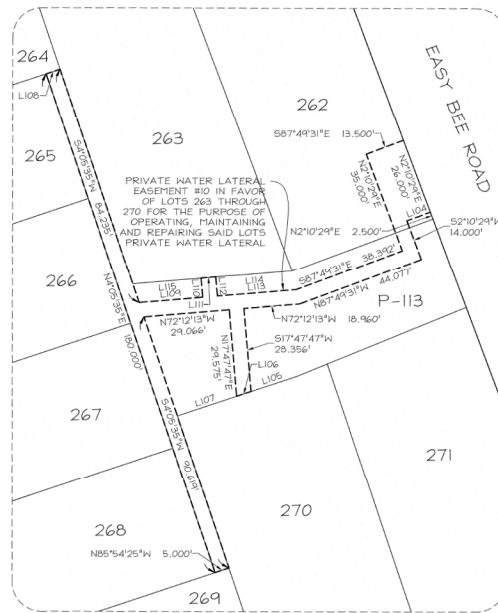 264
L108
265
266
267
268
269
263
262
S87°49'31"E 13.500'
EASY BEE ROAD
N2°10'29"E
26.000'
N2°10'29"E
35.000'
L104
S2°10'29"W
14.000'
PRIVATE WATER LATERAL
EASEMENT #10 IN FAVOR
OF LOTS 263 THROUGH
270 FOR THE PURPOSE OF
OPERATING, MAINTAINING
AND REPAIRING SAID LOTS
PRIVATE WATER LATERAL
N2°10'29"E 2.500'
S4°05'35"W
84.235'
N4°05'35"E
180.000'
L115
L109
L110
L111
L112
L114
L113
S87°49'31"E 38.392'
N87°49'31"W 44.077'
P-113
N72°12'13"W
29.066'
N72°12'13"W 18.960'
N17°47'47"E
29.575'
S17°47'47"W
28.356'
L106
L105
L107
S4°05'35"W
90.619'
270
271
N85°54'25"W 5.000'